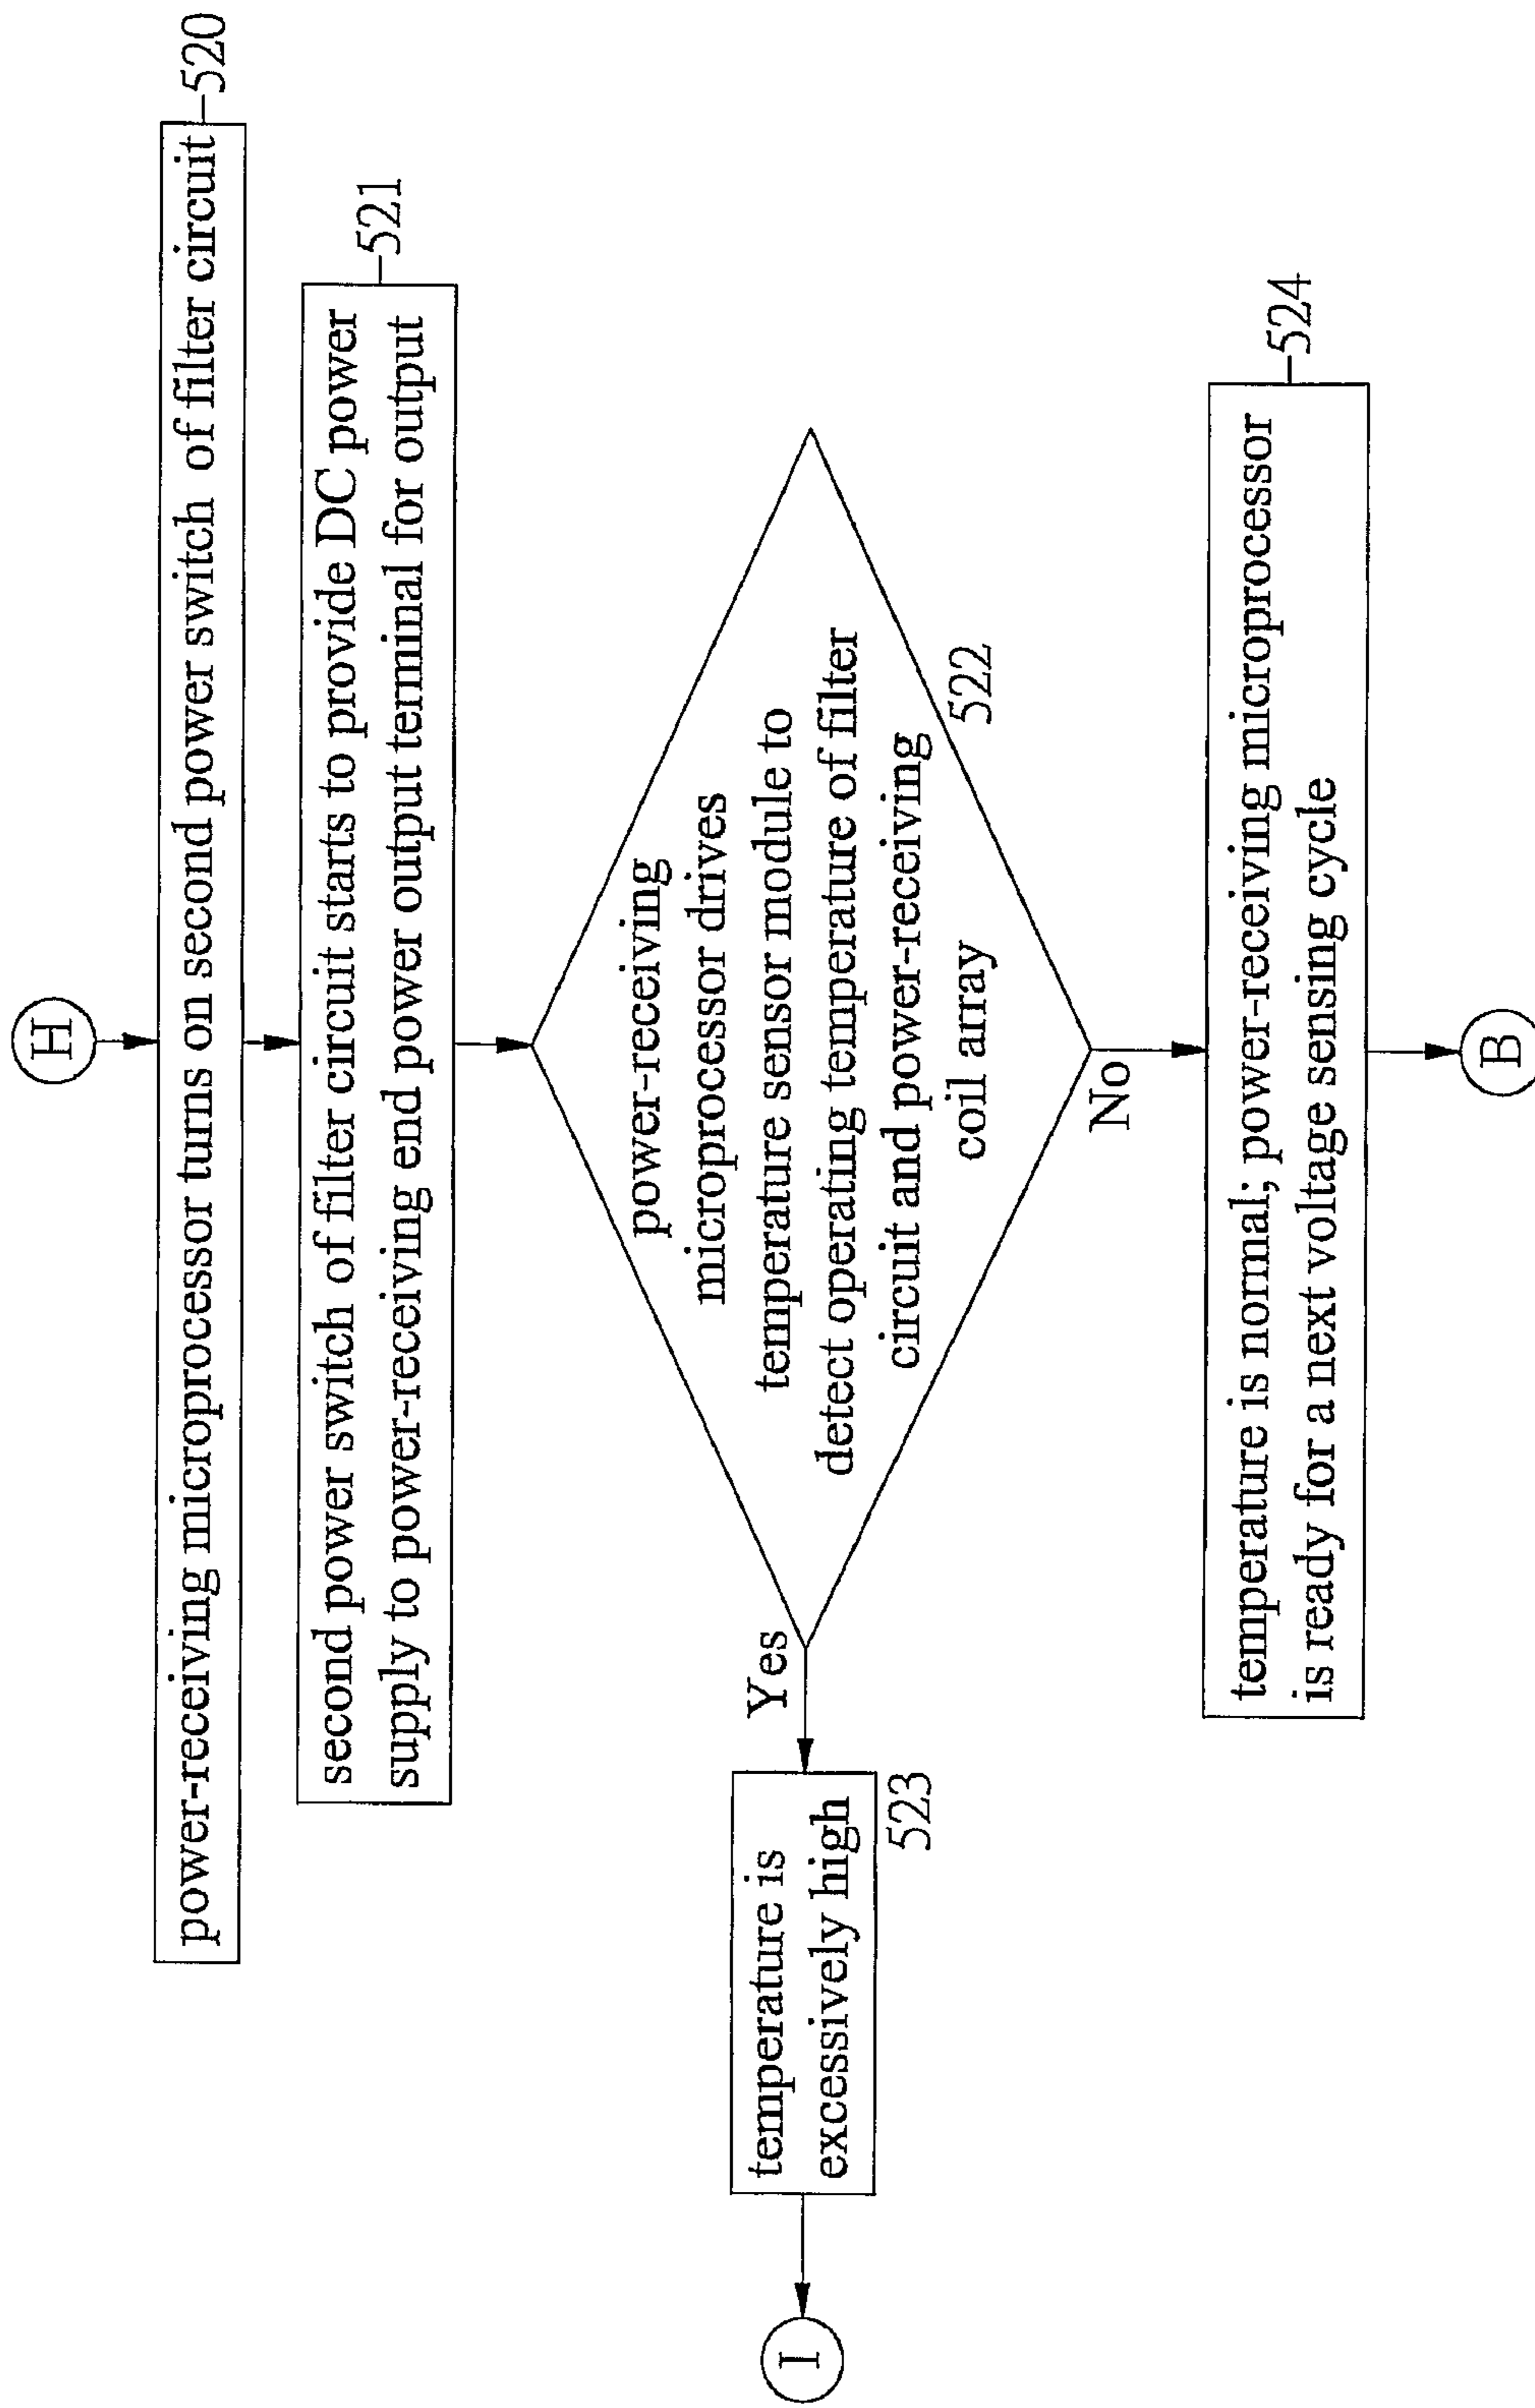 H
power-receiving microprocessor turns on second power switch of filter circuit
520
second power switch of filter circuit starts to provide DC power
supply to power-receiving end power output terminal for output
521
power-receiving
microprocessor drives
temperature sensor module to
detect operating temperature of filter
circuit and power-receiving
coil array
522
Yes
temperature is
excessively high
523
I
No
temperature is normal; power-receiving microprocessor
is ready for a next voltage sensing cycle
524
B